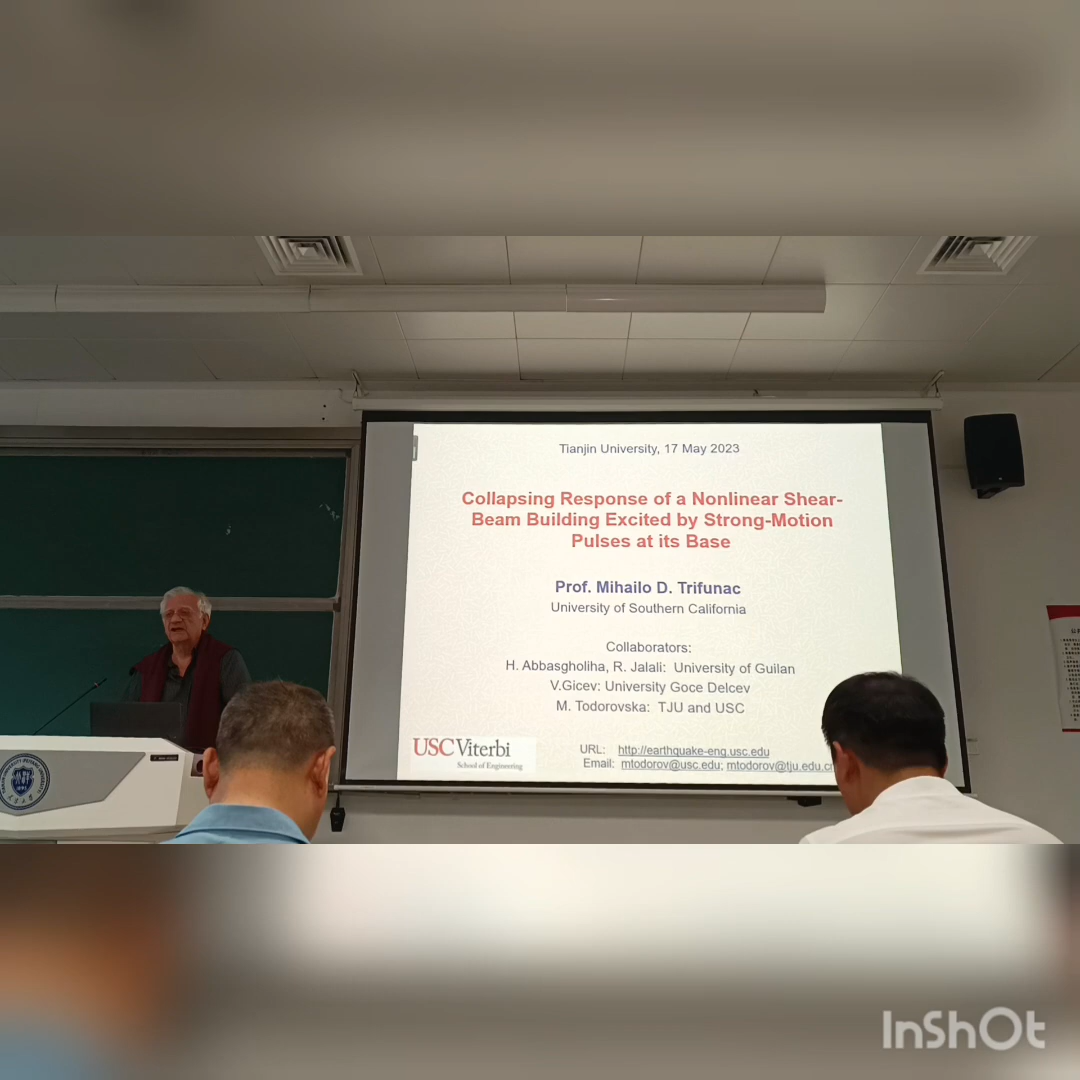 Tianjin University, 17 May 2023
Collapsing Response of a Nonlinear Shear-
Beam Building Excited by Strong-Motion
Pulses at its Base
Prof. Mihailo D. Trifunac
University of Southern California
Collaborators:
H. Abbasgholiha, R. Jalali: University of Guilan
V.Gicev: University Goce Delcev
M. Todorovska: TJU and USC
USC Viterbi
School of Engineering
URL: http://earthquake-eng.usc.edu
Email: mtodorov@usc.edu; mtodorov@tju.edu.c
InShOt